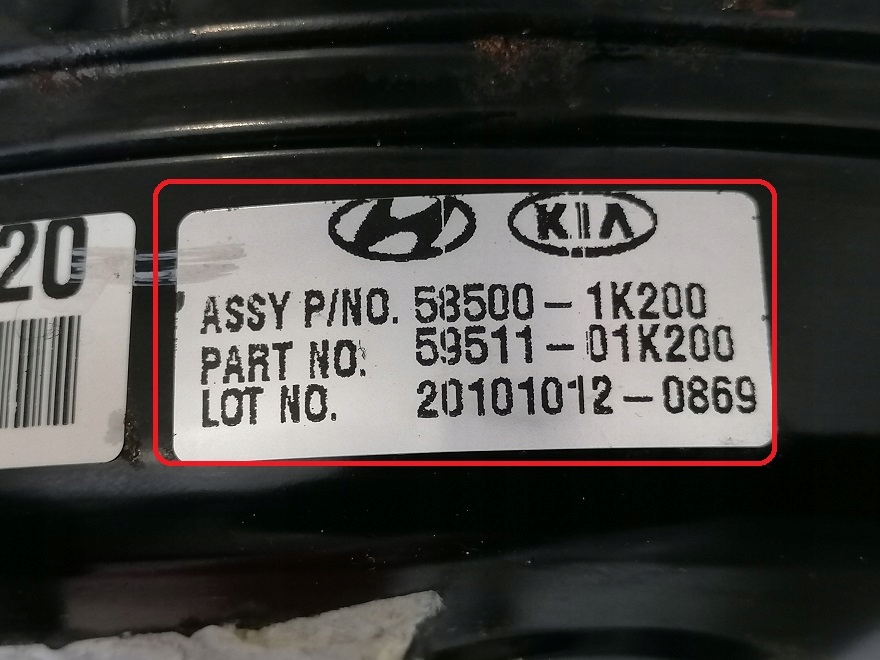 20
KIA
ASSY P/NO. 58500-1K200
PART NO. 59511-01K200
LOT NO. 20101012-0869